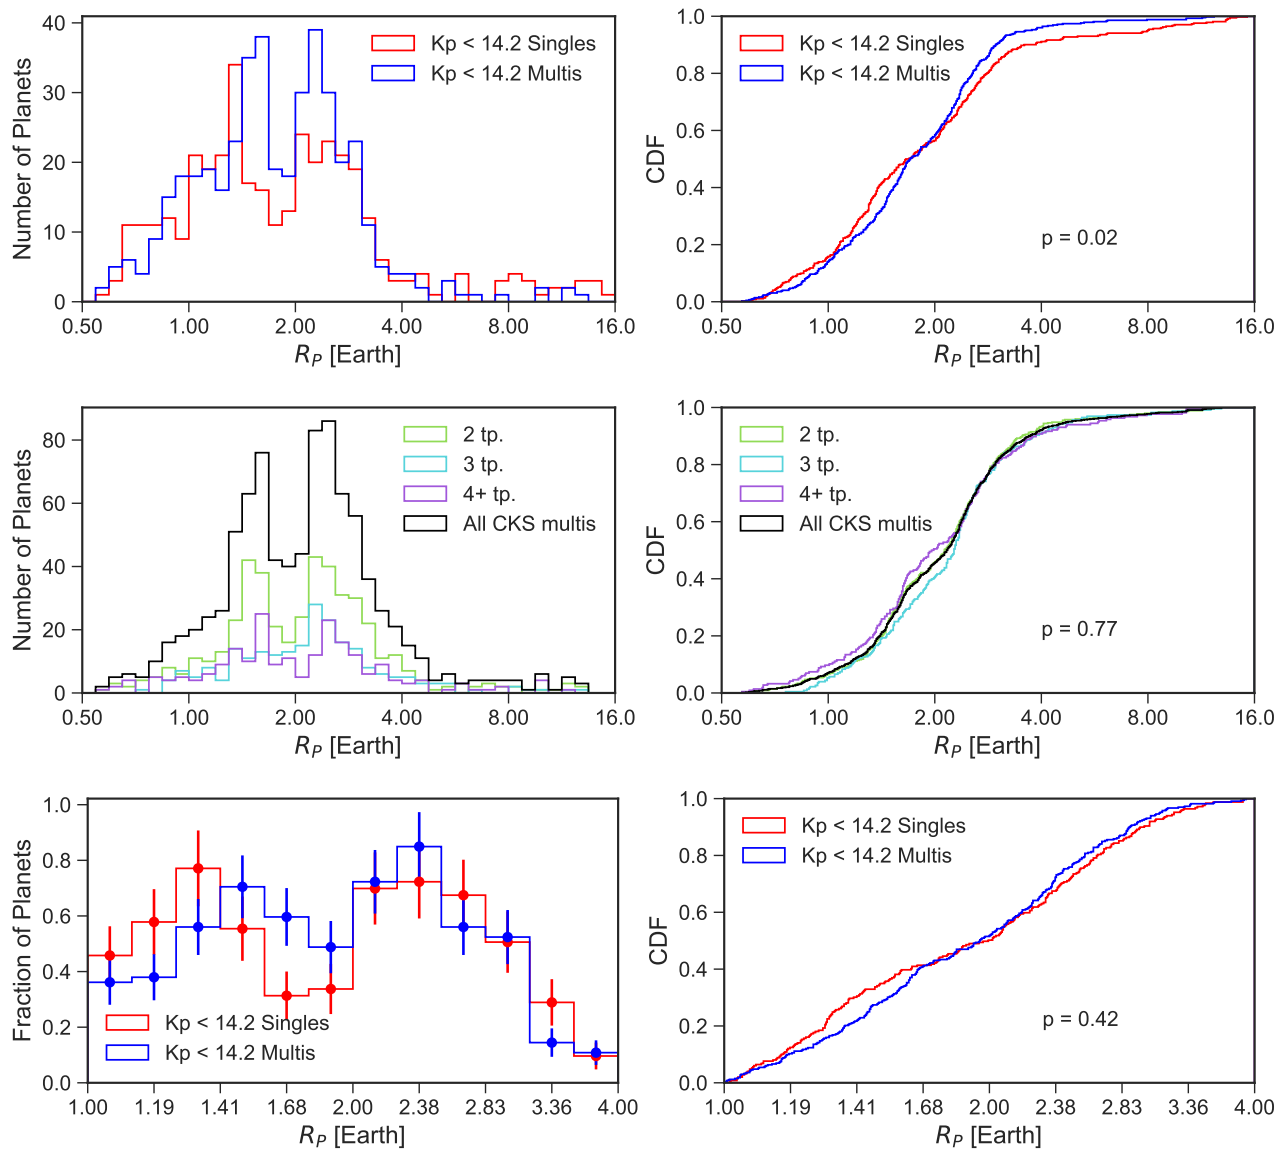 Number of Planets
40
30
20
10
0
0.50 1.00 2.00 4.00 8.00 16.0
R_P [Earth]
Kp < 14.2 Singles
Kp < 14.2 Multis
CDF
1.0
0.8
0.6
0.4
0.2
0.0
0.50 1.00 2.00 4.00 8.00 16.0
R_P [Earth]
Kp < 14.2 Singles
Kp < 14.2 Multis
p = 0.02
Number of Planets
80
60
40
20
0
0.50 1.00 2.00 4.00 8.00 16.0
R_P [Earth]
2 tp.
3 tp.
4+ tp.
All CKS multis
CDF
1.0
0.8
0.6
0.4
0.2
0.0
0.50 1.00 2.00 4.00 8.00 16.0
R_P [Earth]
2 tp.
3 tp.
4+ tp.
All CKS multis
p = 0.77
Fraction of Planets
1.0
0.8
0.6
0.4
0.2
0.0
1.00 1.19 1.41 1.68 2.00 2.38 2.83 3.36 4.00
R_P [Earth]
Kp < 14.2 Singles
Kp < 14.2 Multis
CDF
1.0
0.8
0.6
0.4
0.2
0.0
1.00 1.19 1.41 1.68 2.00 2.38 2.83 3.36 4.00
R_P [Earth]
Kp < 14.2 Singles
Kp < 14.2 Multis
p = 0.42